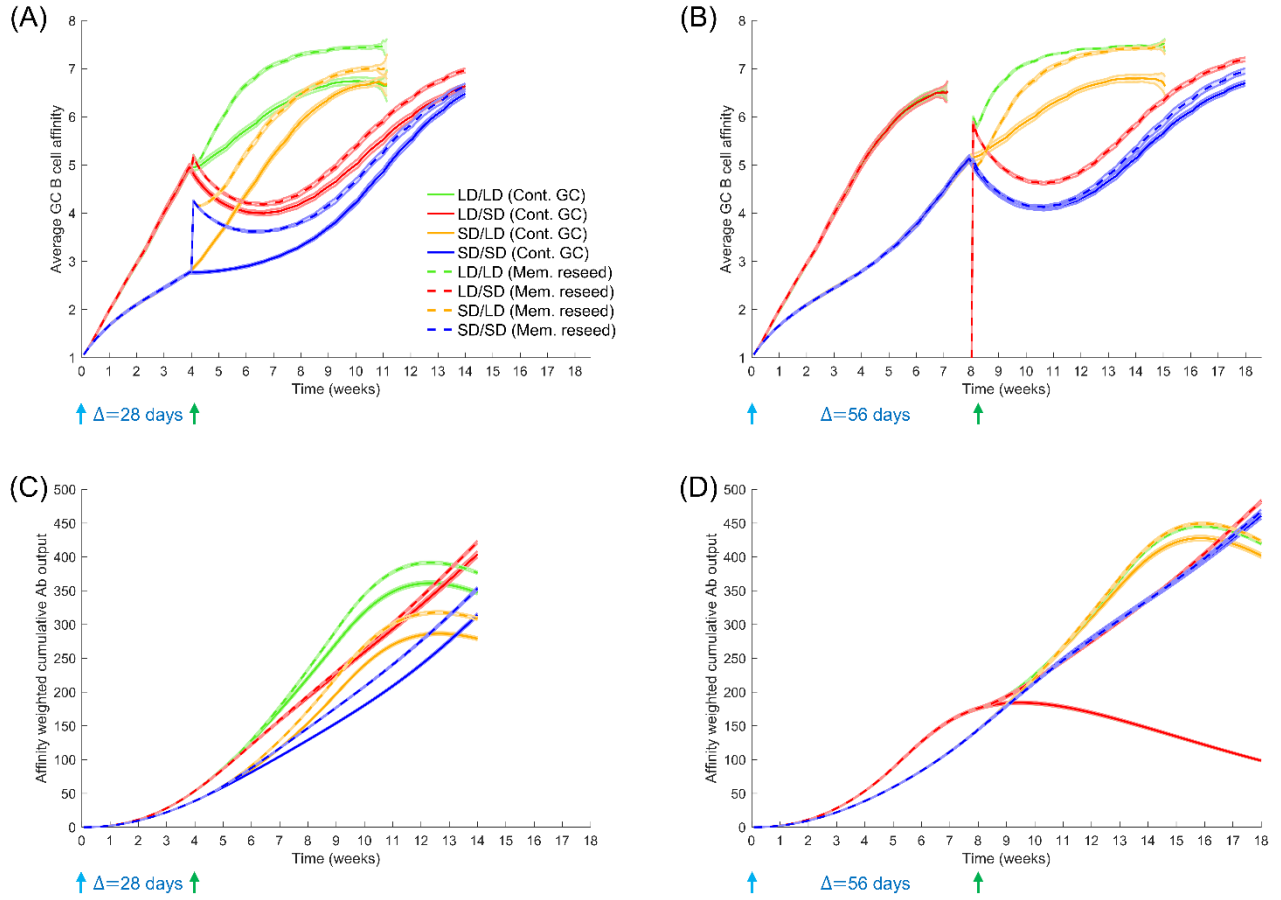 (A)
8
7
6
5
4
3
2
1
Average GC B cell affinity
0 1 2 3 4 5 6 7 8 9 10 11 12 13 14 15 16 17 18
Time (weeks)
LD/LD (Cont. GC)
LD/SD (Cont. GC)
SD/LD (Cont. GC)
SD/SD (Cont. GC)
LD/LD (Mem. reseed)
LD/SD (Mem. reseed)
SD/LD (Mem. reseed)
SD/SD (Mem. reseed)
Δ=28 days
(B)
8
7
6
5
4
3
2
1
Average GC B cell affinity
0 1 2 3 4 5 6 7 8 9 10 11 12 13 14 15 16 17 18
Time (weeks)
Δ=56 days
(C)
500
450
400
350
300
250
200
150
100
50
0
Affinity weighted cumulative Ab output
0 1 2 3 4 5 6 7 8 9 10 11 12 13 14 15 16 17 18
Time (weeks)
Δ=28 days
(D)
500
450
400
350
300
250
200
150
100
50
0
Affinity weighted cumulative Ab output
0 1 2 3 4 5 6 7 8 9 10 11 12 13 14 15 16 17 18
Time (weeks)
Δ=56 days